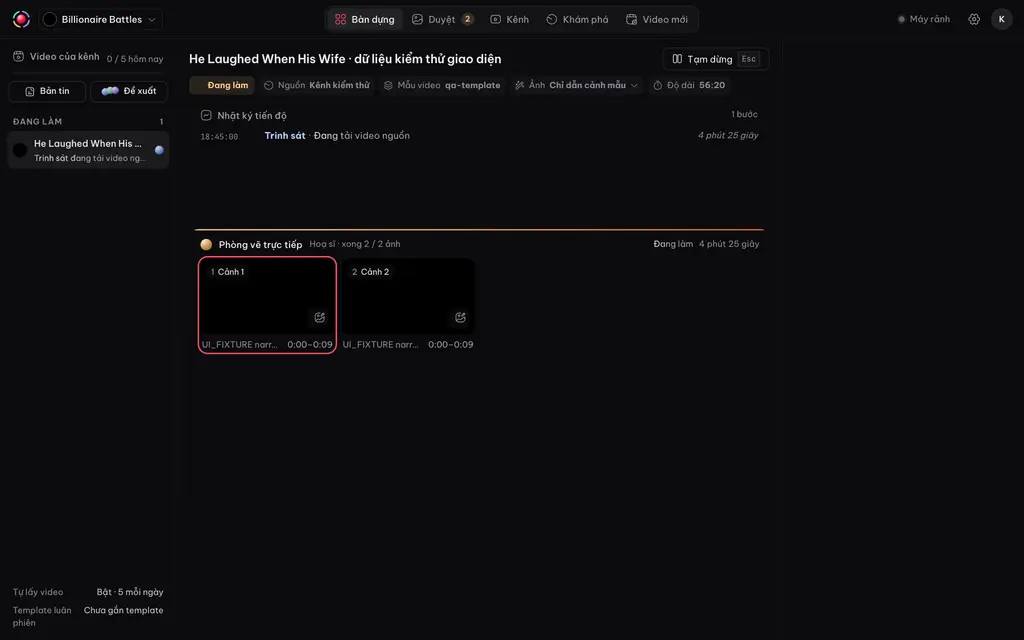 Billionaire Battles
Bàn dựng
Duyệt 2
Kênh
Khám phá
Video mới
Máy rảnh
K
Video của kênh 0 / 5 hôm nay
Bản tin
Đề xuất
ĐANG LÀM 1
He Laughed When His ...
Trinh sát đang tải video ng...
He Laughed When His Wife · dữ liệu kiểm thử giao diện
Tạm dừng Esc
Đang làm
Nguồn Kênh kiểm thử
Mẫu video qa-template
Ảnh Chỉ dẫn cảnh mẫu
Độ dài 56:20
Nhật ký tiến độ 1 bước
18:45:00 Trinh sát · Đang tải video nguồn 4 phút 25 giây
Phòng vẽ trực tiếp Hoạ sĩ · xong 2 / 2 ảnh Đang làm 4 phút 25 giây
1 Cảnh 1
2 Cảnh 2
UI_FIXTURE narr... 0:00–0:09
UI_FIXTURE narr... 0:00–0:09
Tự lấy video Bật · 5 mỗi ngày
Template luân phiên Chưa gắn template